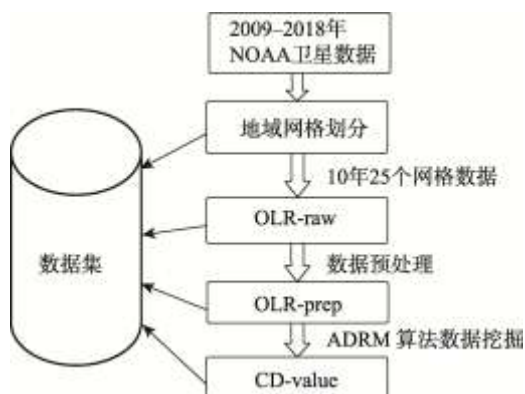 2009–2018年
NOAA卫星数据
地域网格划分
10年25个网格数据
OLR-raw
数据集
数据预处理
OLR-prep
ADRM 算法数据挖掘
CD-value